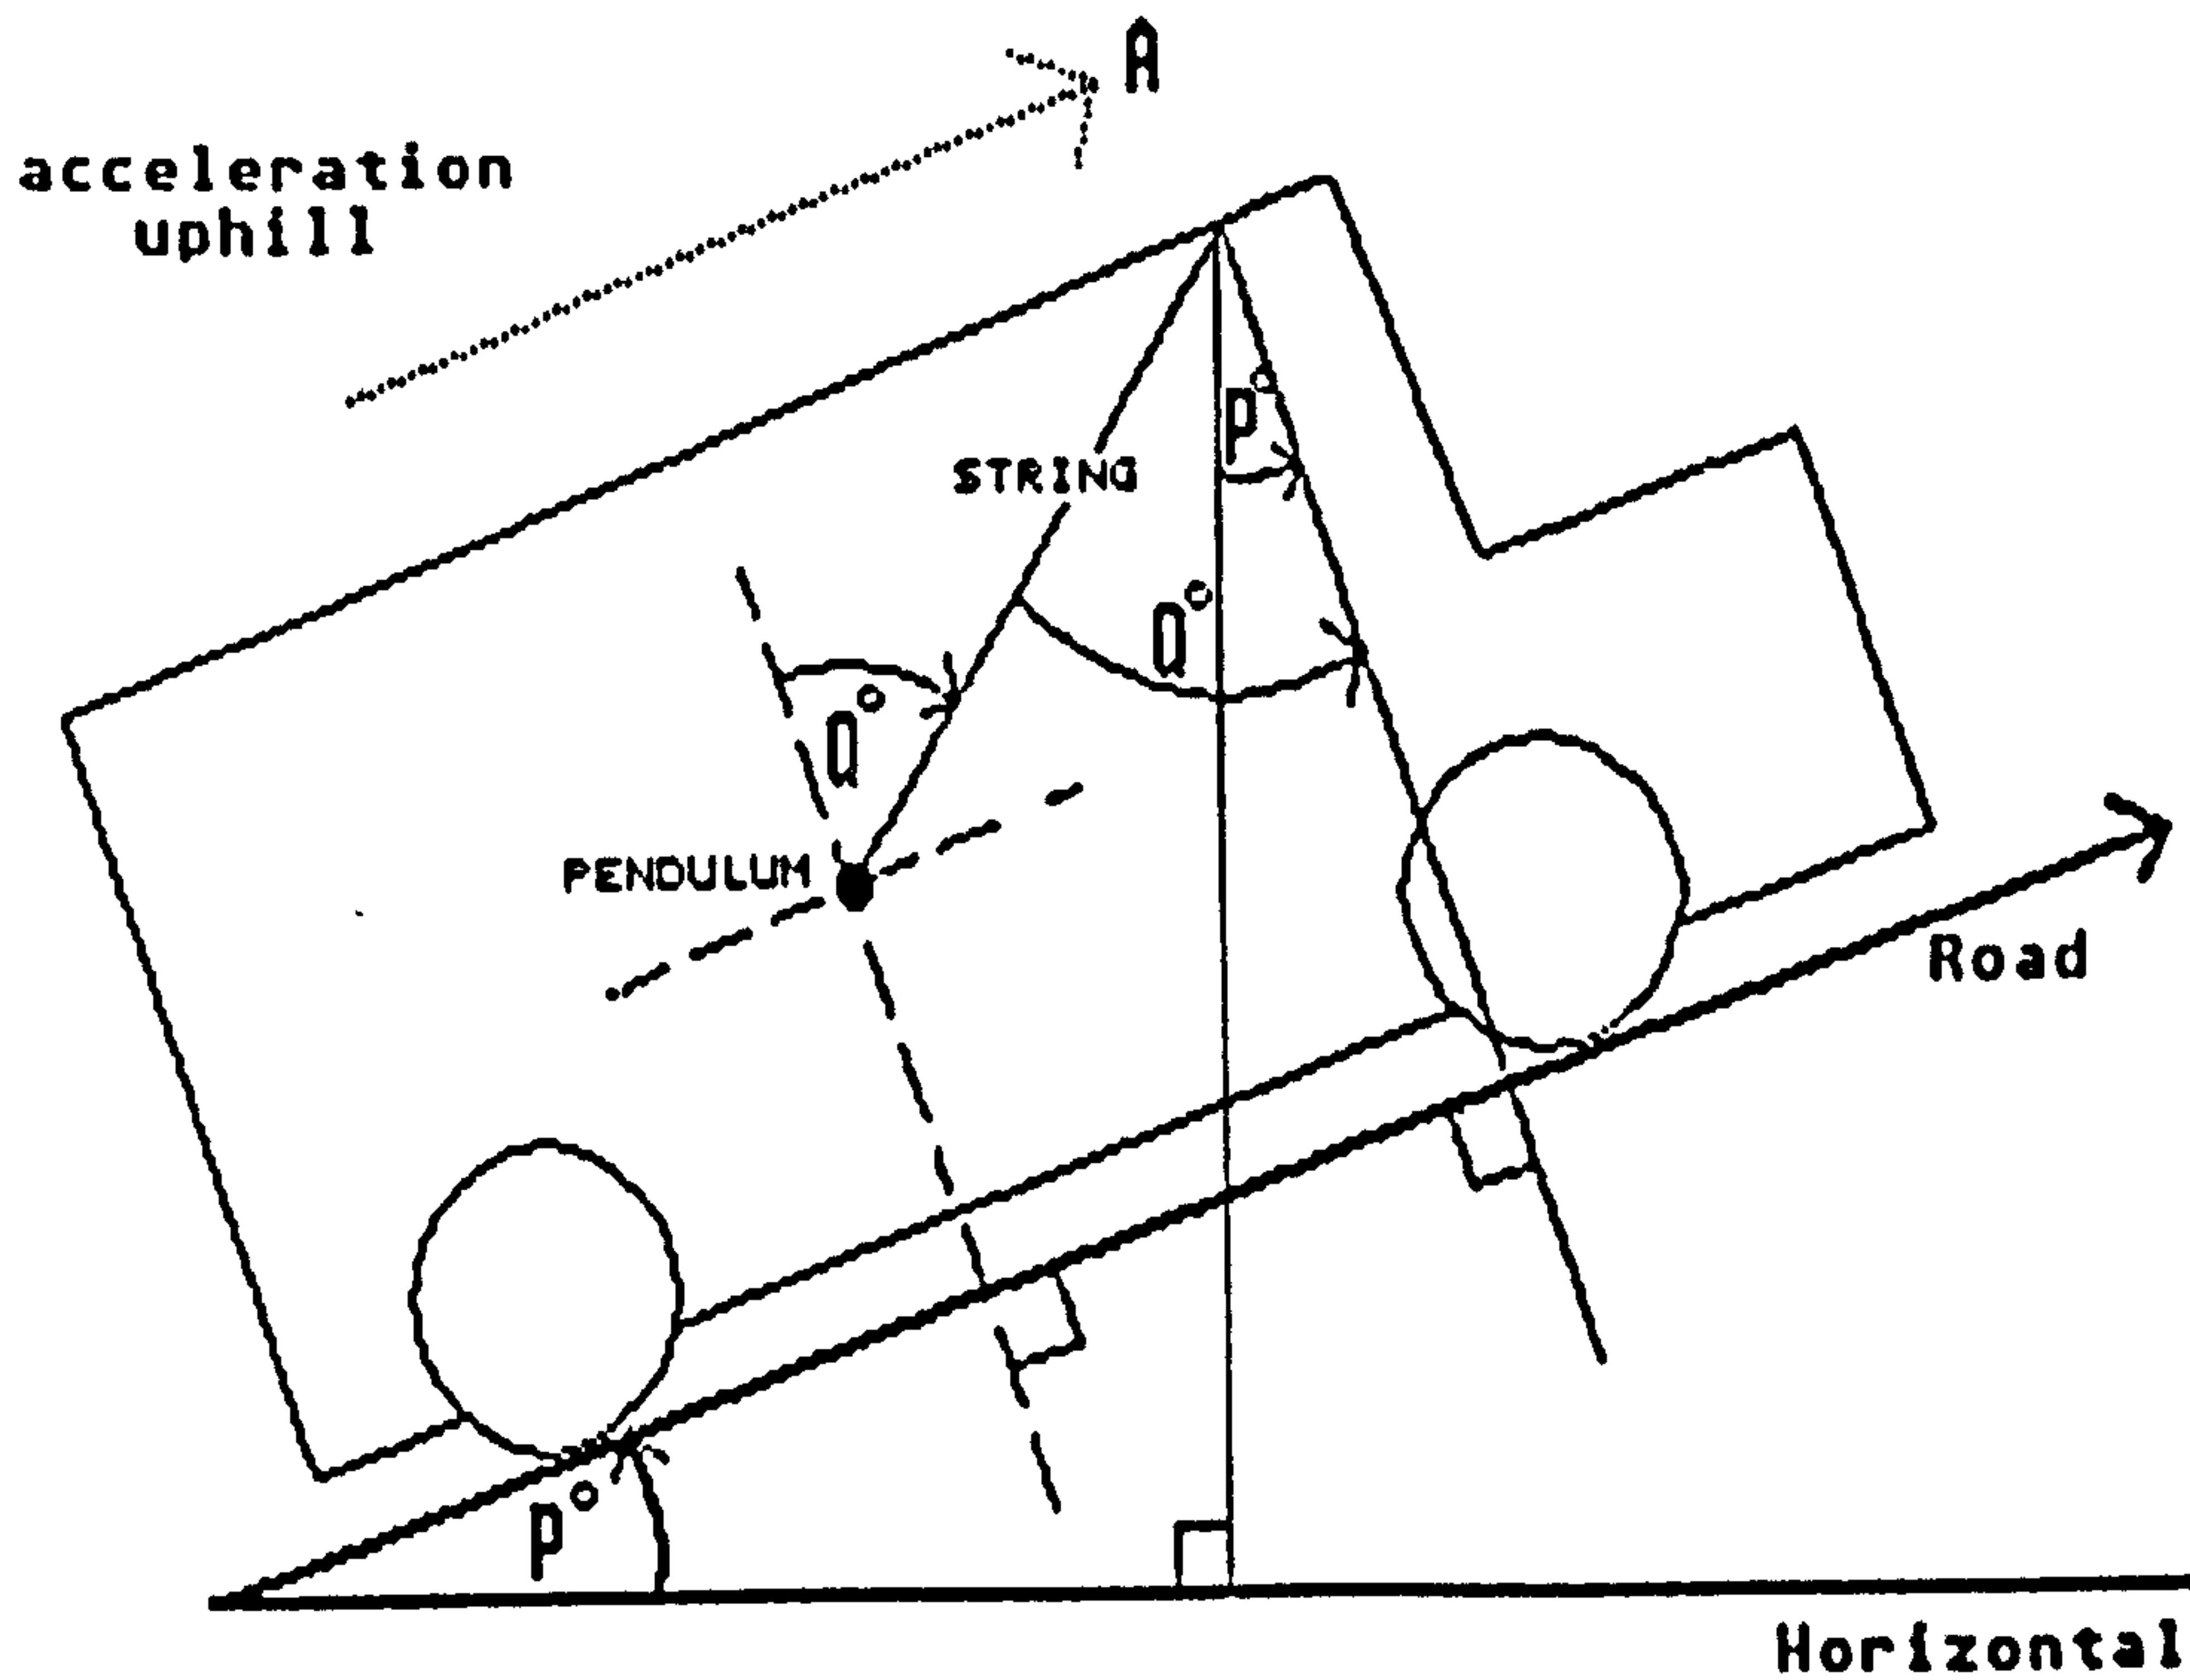 A
acceleration
uphill
P°
STRING
Q°
Q°
PENDULUM
Road
P°
Horizontal